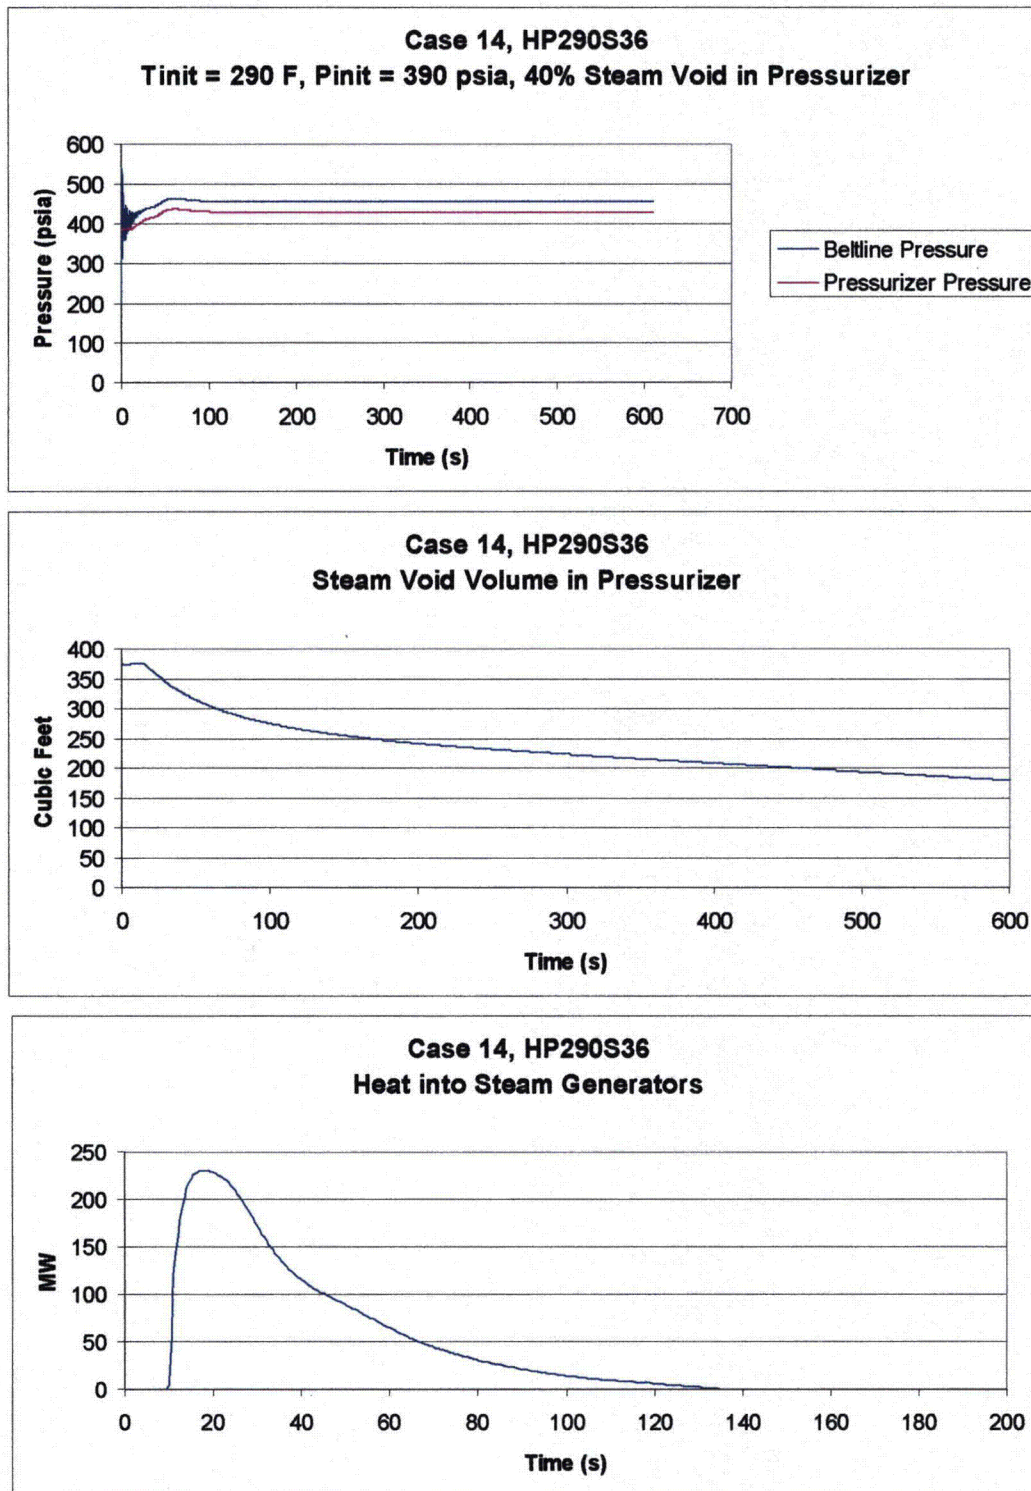 Case 14, HP290S36
Tinit = 290 F, Pinit = 390 psia, 40% Steam Void in Pressurizer
600
500
400
300
200
100
0
Pressure (psia)
0 100 200 300 400 500 600 700
Time (s)
Beltline Pressure
Pressurizer Pressure
Case 14, HP290S36
Steam Void Volume in Pressurizer
400
350
300
250
200
150
100
50
0
Cubic Feet
0 100 200 300 400 500 600
Time (s)
Case 14, HP290S36
Heat into Steam Generators
250
200
150
100
50
0
MW
0 20 40 60 80 100 120 140 160 180 200
Time (s)